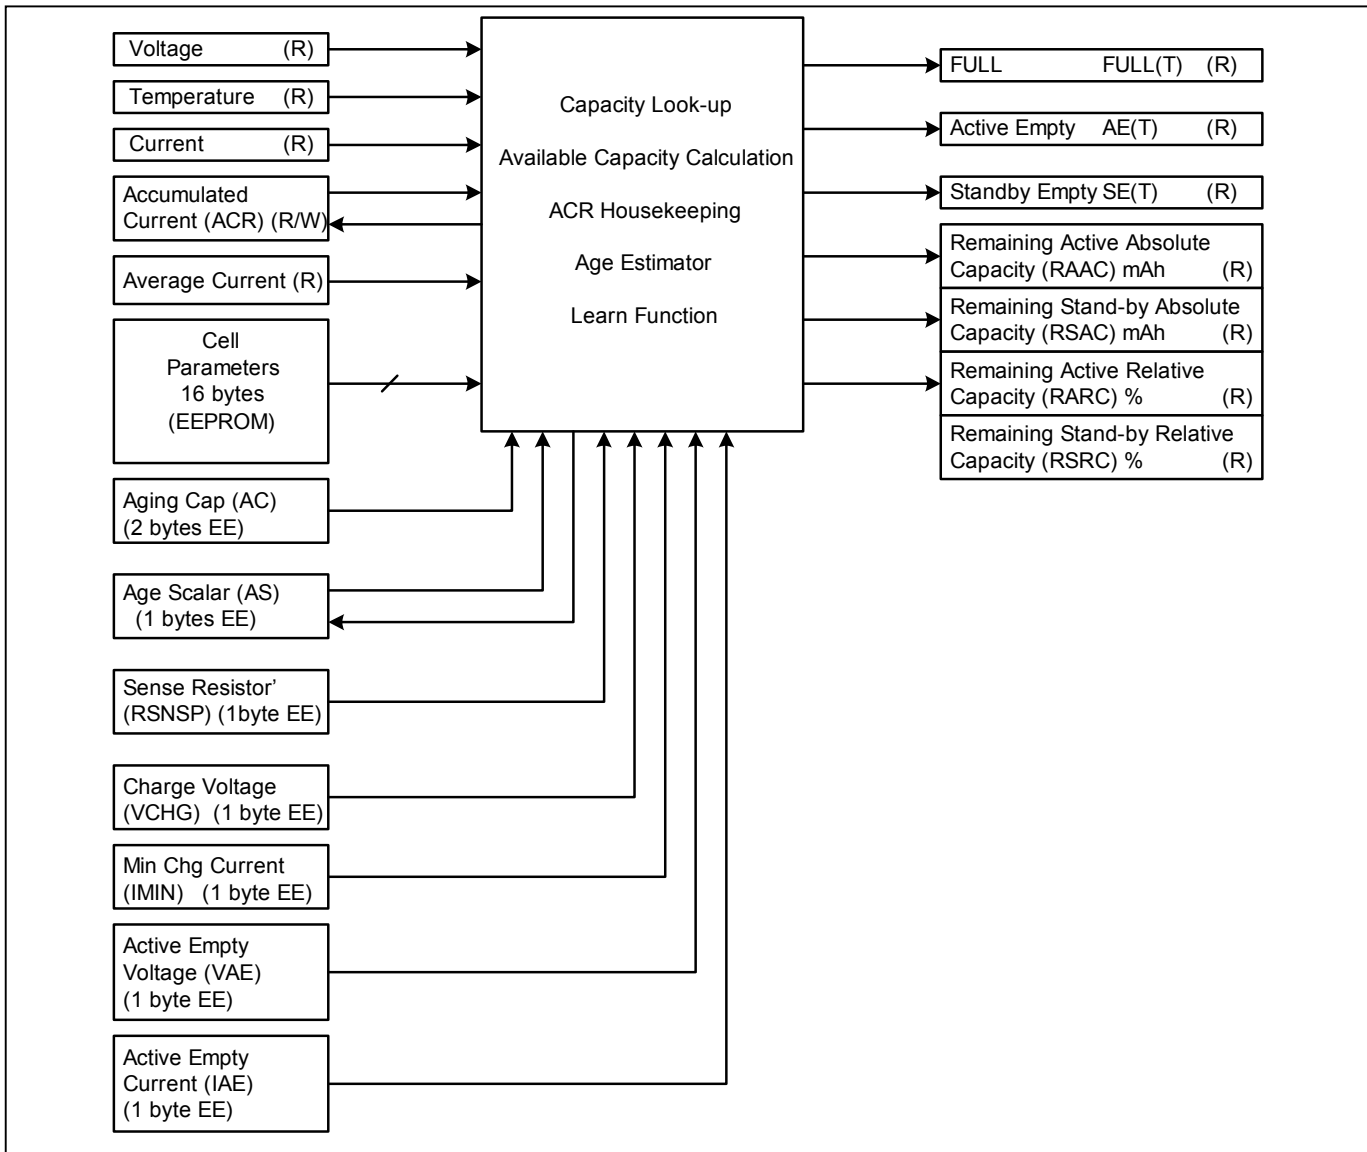 Voltage (R)
Temperature (R)
Current (R)
Accumulated
Current (ACR) (R/W)
Average Current (R)
Cell
Parameters
16 bytes
(EEPROM)
Aging Cap (AC)
(2 bytes EE)
Age Scalar (AS)
(1 bytes EE)
Sense Resistor’
(RSNSP) (1byte EE)
Charge Voltage
(VCHG) (1 byte EE)
Min Chg Current
(IMIN) (1 byte EE)
Active Empty
Voltage (VAE)
(1 byte EE)
Active Empty
Current (IAE)
(1 byte EE)
Capacity Look-up
Available Capacity Calculation
ACR Housekeeping
Age Estimator
Learn Function
FULL FULL(T) (R)
Active Empty AE(T) (R)
Standby Empty SE(T) (R)
Remaining Active Absolute
Capacity (RAAC) mAh (R)
Remaining Stand-by Absolute
Capacity (RSAC) mAh (R)
Remaining Active Relative
Capacity (RARC) % (R)
Remaining Stand-by Relative
Capacity (RSRC) % (R)